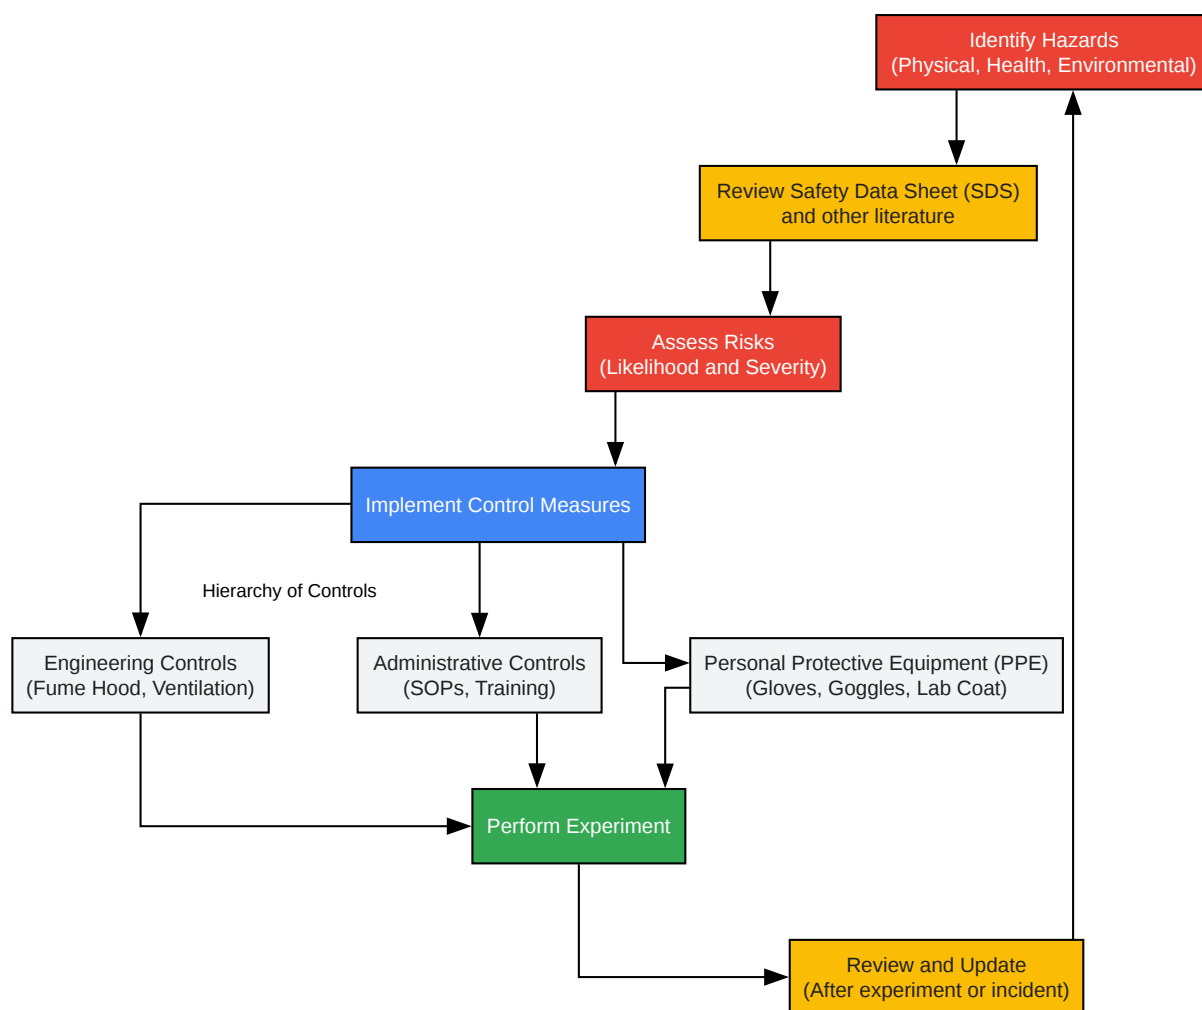 Identify Hazards
(Physical, Health, Environmental)
Review Safety Data Sheet (SDS)
and other literature
Assess Risks
(Likelihood and Severity)
Implement Control Measures
Hierarchy of Controls
Engineering Controls
(Fume Hood, Ventilation)
Administrative Controls
(SOPs, Training)
Personal Protective Equipment (PPE)
(Gloves, Goggles, Lab Coat)
Perform Experiment
Review and Update
(After experiment or incident)